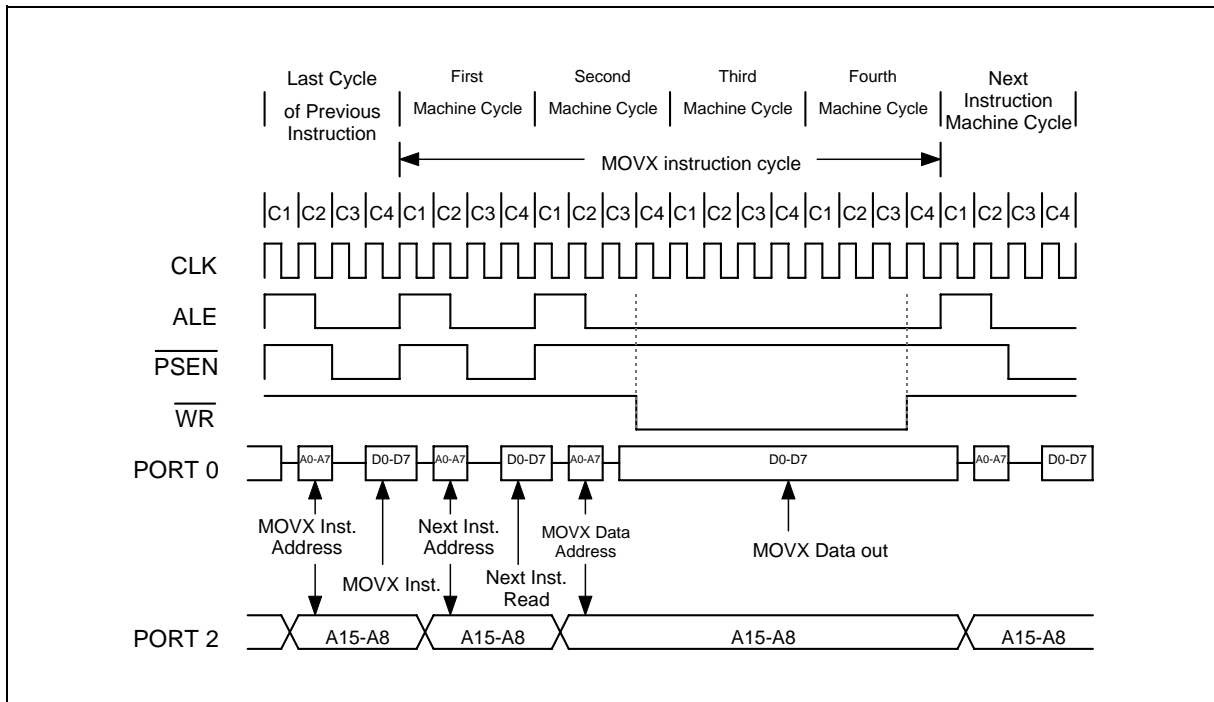 Last Cycle
of Previous
Instruction
First
Machine Cycle
Second
Machine Cycle
Third
Machine Cycle
Fourth
Machine Cycle
Next
Instruction
Machine Cycle
MOVX instruction cycle
C1 C2 C3 C4 C1 C2 C3 C4 C1 C2 C3 C4 C1 C2 C3 C4 C1 C2 C3 C4 C1 C2 C3 C4
CLK
ALE
PSEN
WR
PORT 0
A0-A7 D0-D7 A0-A7 D0-D7 A0-A7 D0-D7 A0-A7 D0-D7
MOVX Inst.
Address
MOVX Inst.
Next Inst.
Address
Next Inst.
Read
MOVX Data
Address
MOVX Data out
PORT 2
A15-A8 A15-A8 A15-A8 A15-A8